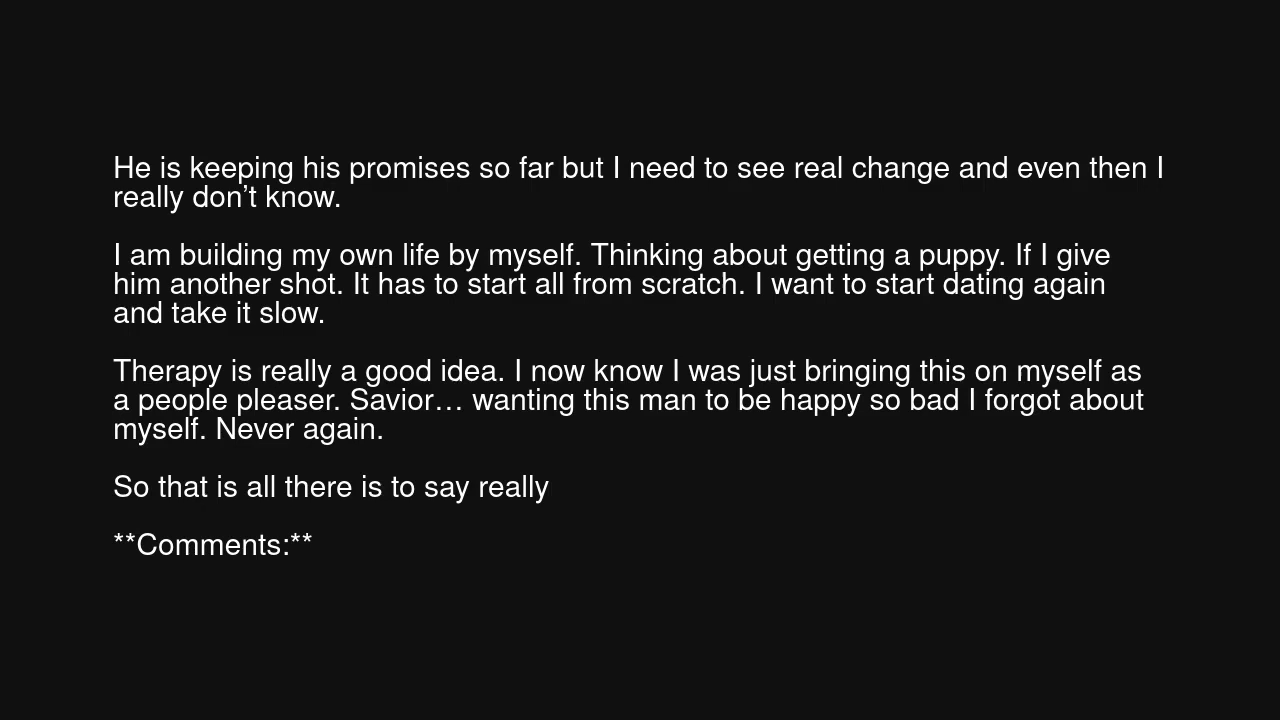 He is keeping his promises so far but I need to see real change and even then I
really don’t know.
I am building my own life by myself. Thinking about getting a puppy. If I give
him another shot. It has to start all from scratch. I want to start dating again
and take it slow.
Therapy is really a good idea. I now know I was just bringing this on myself as
a people pleaser. Savior… wanting this man to be happy so bad I forgot about
myself. Never again.
So that is all there is to say really
**Comments:**